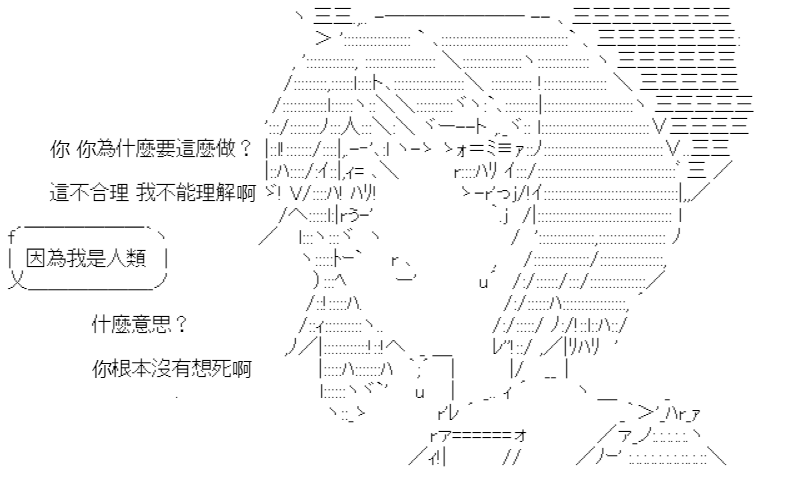 你 你為什麼要這麼做？
這不合理 我不能理解啊
因為我是人類
什麼意思？
你根本沒有想死啊